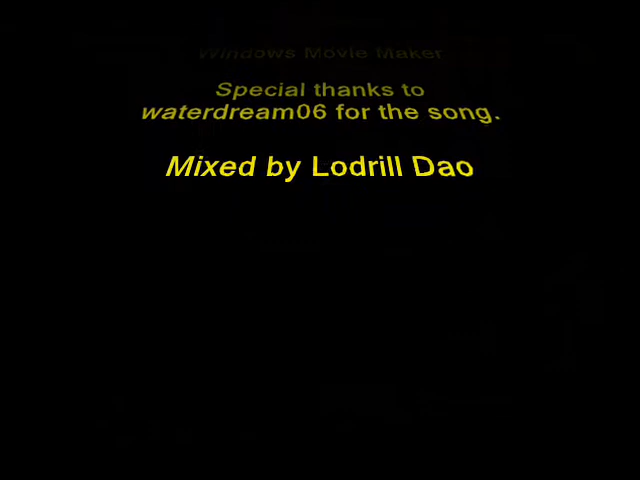 Windows Movie Maker
Special thanks to
waterdream06 for the song.
Mixed by Lodrill Dao